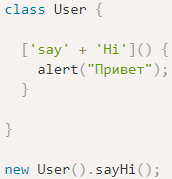 class User {
['say' + 'Hi']() {
alert("Привет");
}
}
new User().sayHi();